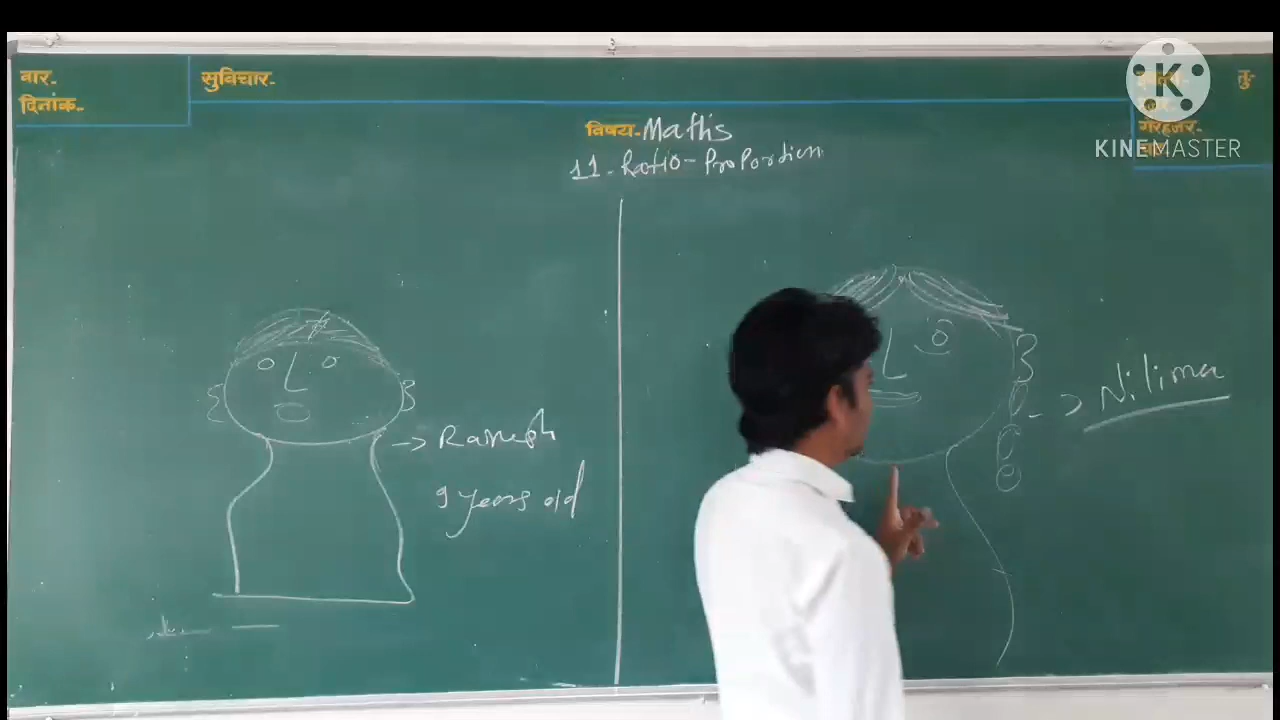 वार-
दिनांक-
सुविचार-
विषय- Maths
11. Ratio - Proportion
K
KINEMASTER
→ Ramesh
9 years old
→ Nilima